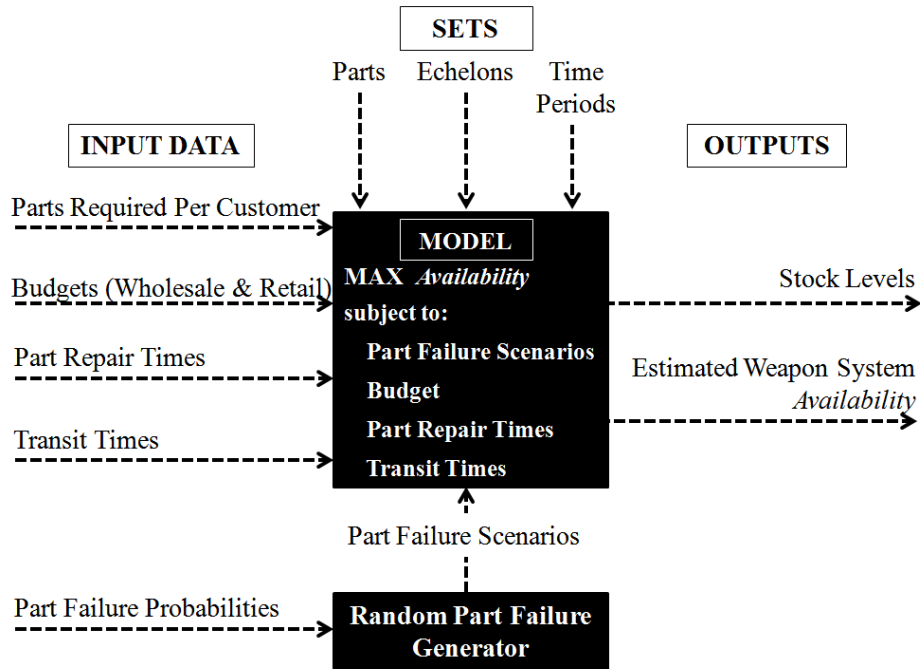 SETS
Parts
Echelons
Time
Periods
INPUT DATA
OUTPUTS
Parts Required Per Customer
Budgets (Wholesale & Retail)
Part Repair Times
Transit Times
MODEL
MAX Availability
subject to:
Part Failure Scenarios
Budget
Part Repair Times
Transit Times
Stock Levels
Estimated Weapon System
Availability
Part Failure Scenarios
Part Failure Probabilities
Random Part Failure
Generator